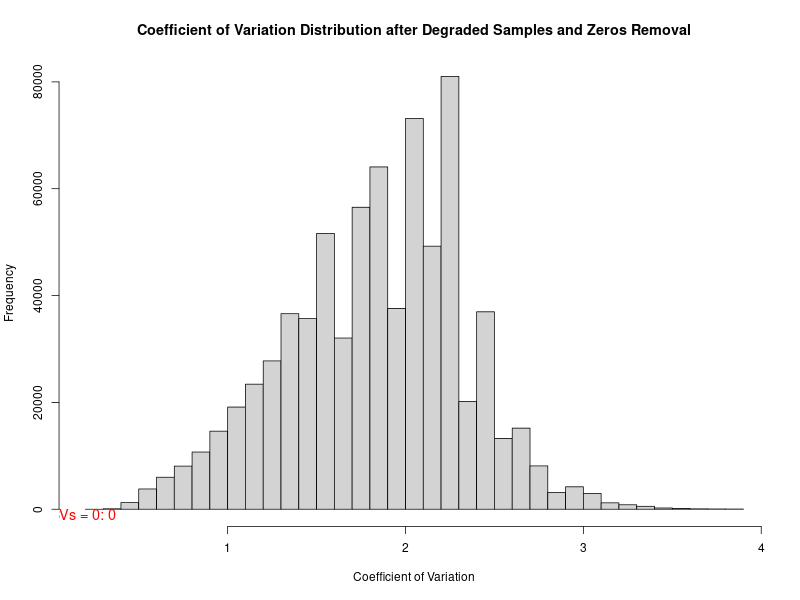 Coefficient of Variation Distribution after Degraded Samples and Zeros Removal
Frequency
80000
60000
40000
20000
0
Vs = 0: 0
1 2 3 4
Coefficient of Variation